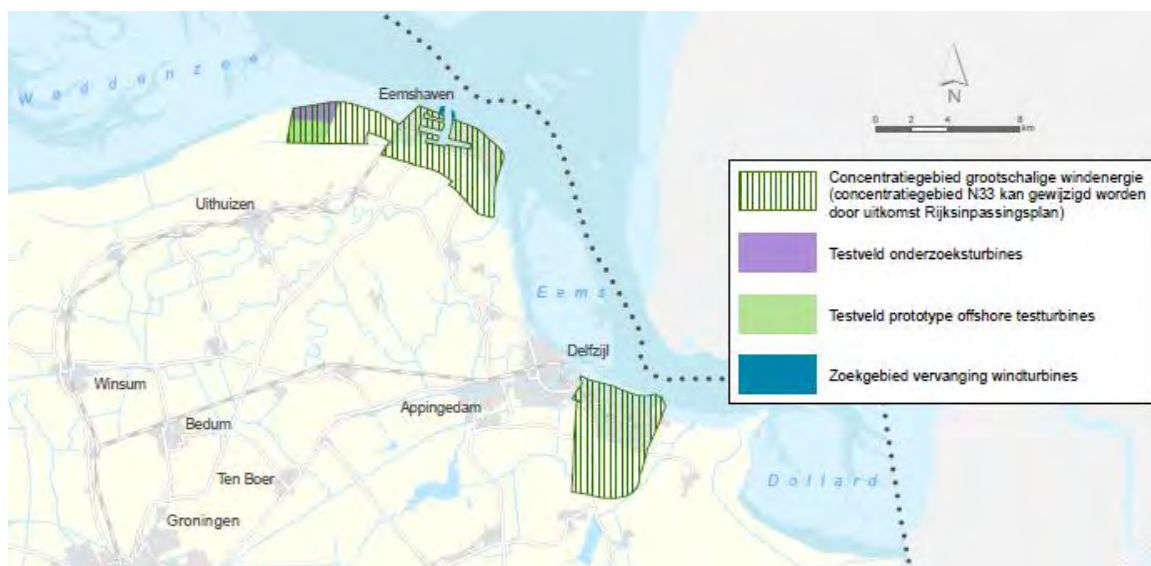 Waddenzee
Eemshaven
N
0 2 4 8
km
Concentratiegebied grootschalige windenergie
(concentratiegebied N33 kan gewijzigd worden
door uitkomst Rijksinpassingsplan)
Uithuizen
Testveld onderzoeksturbines
Eems
Testveld prototype offshore testturbines
Delfzijl
Zoekgebied vervanging windturbines
Winsum
Appingedam
Bedum
Ten Boer
Dollard
Groningen